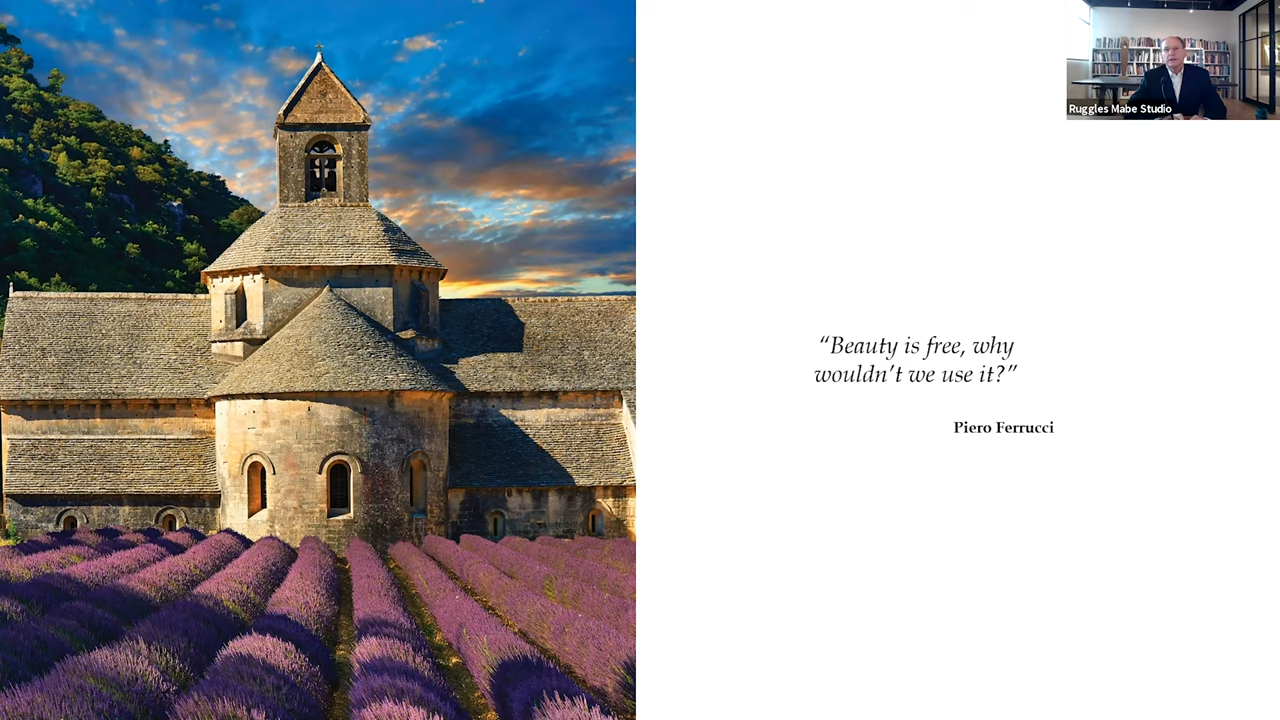 Ruggles Mabe Studio
“Beauty is free, why
wouldn’t we use it?”
Piero Ferrucci